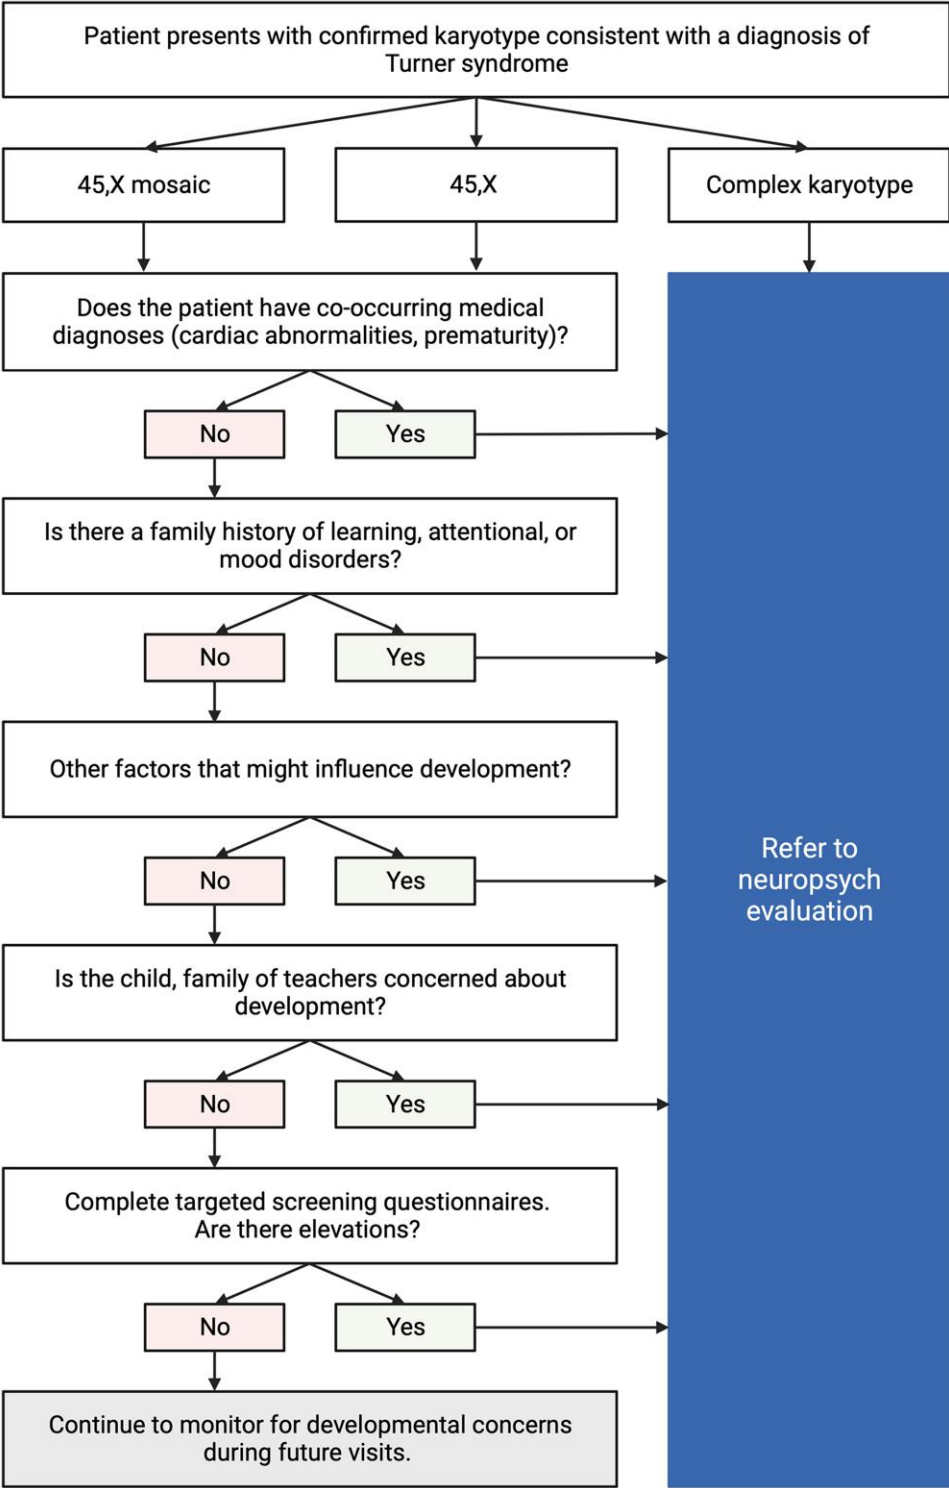 Patient presents with confirmed karyotype consistent with a diagnosis of
Turner syndrome
45,X mosaic
45,X
Complex karyotype
Does the patient have co-occurring medical
diagnoses (cardiac abnormalities, prematurity)?
No
Yes
Is there a family history of learning, attentional, or
mood disorders?
No
Yes
Other factors that might influence development?
No
Yes
Refer to
neuropsych
evaluation
Is the child, family of teachers concerned about
development?
No
Yes
Complete targeted screening questionnaires.
Are there elevations?
No
Yes
Continue to monitor for developmental concerns
during future visits.